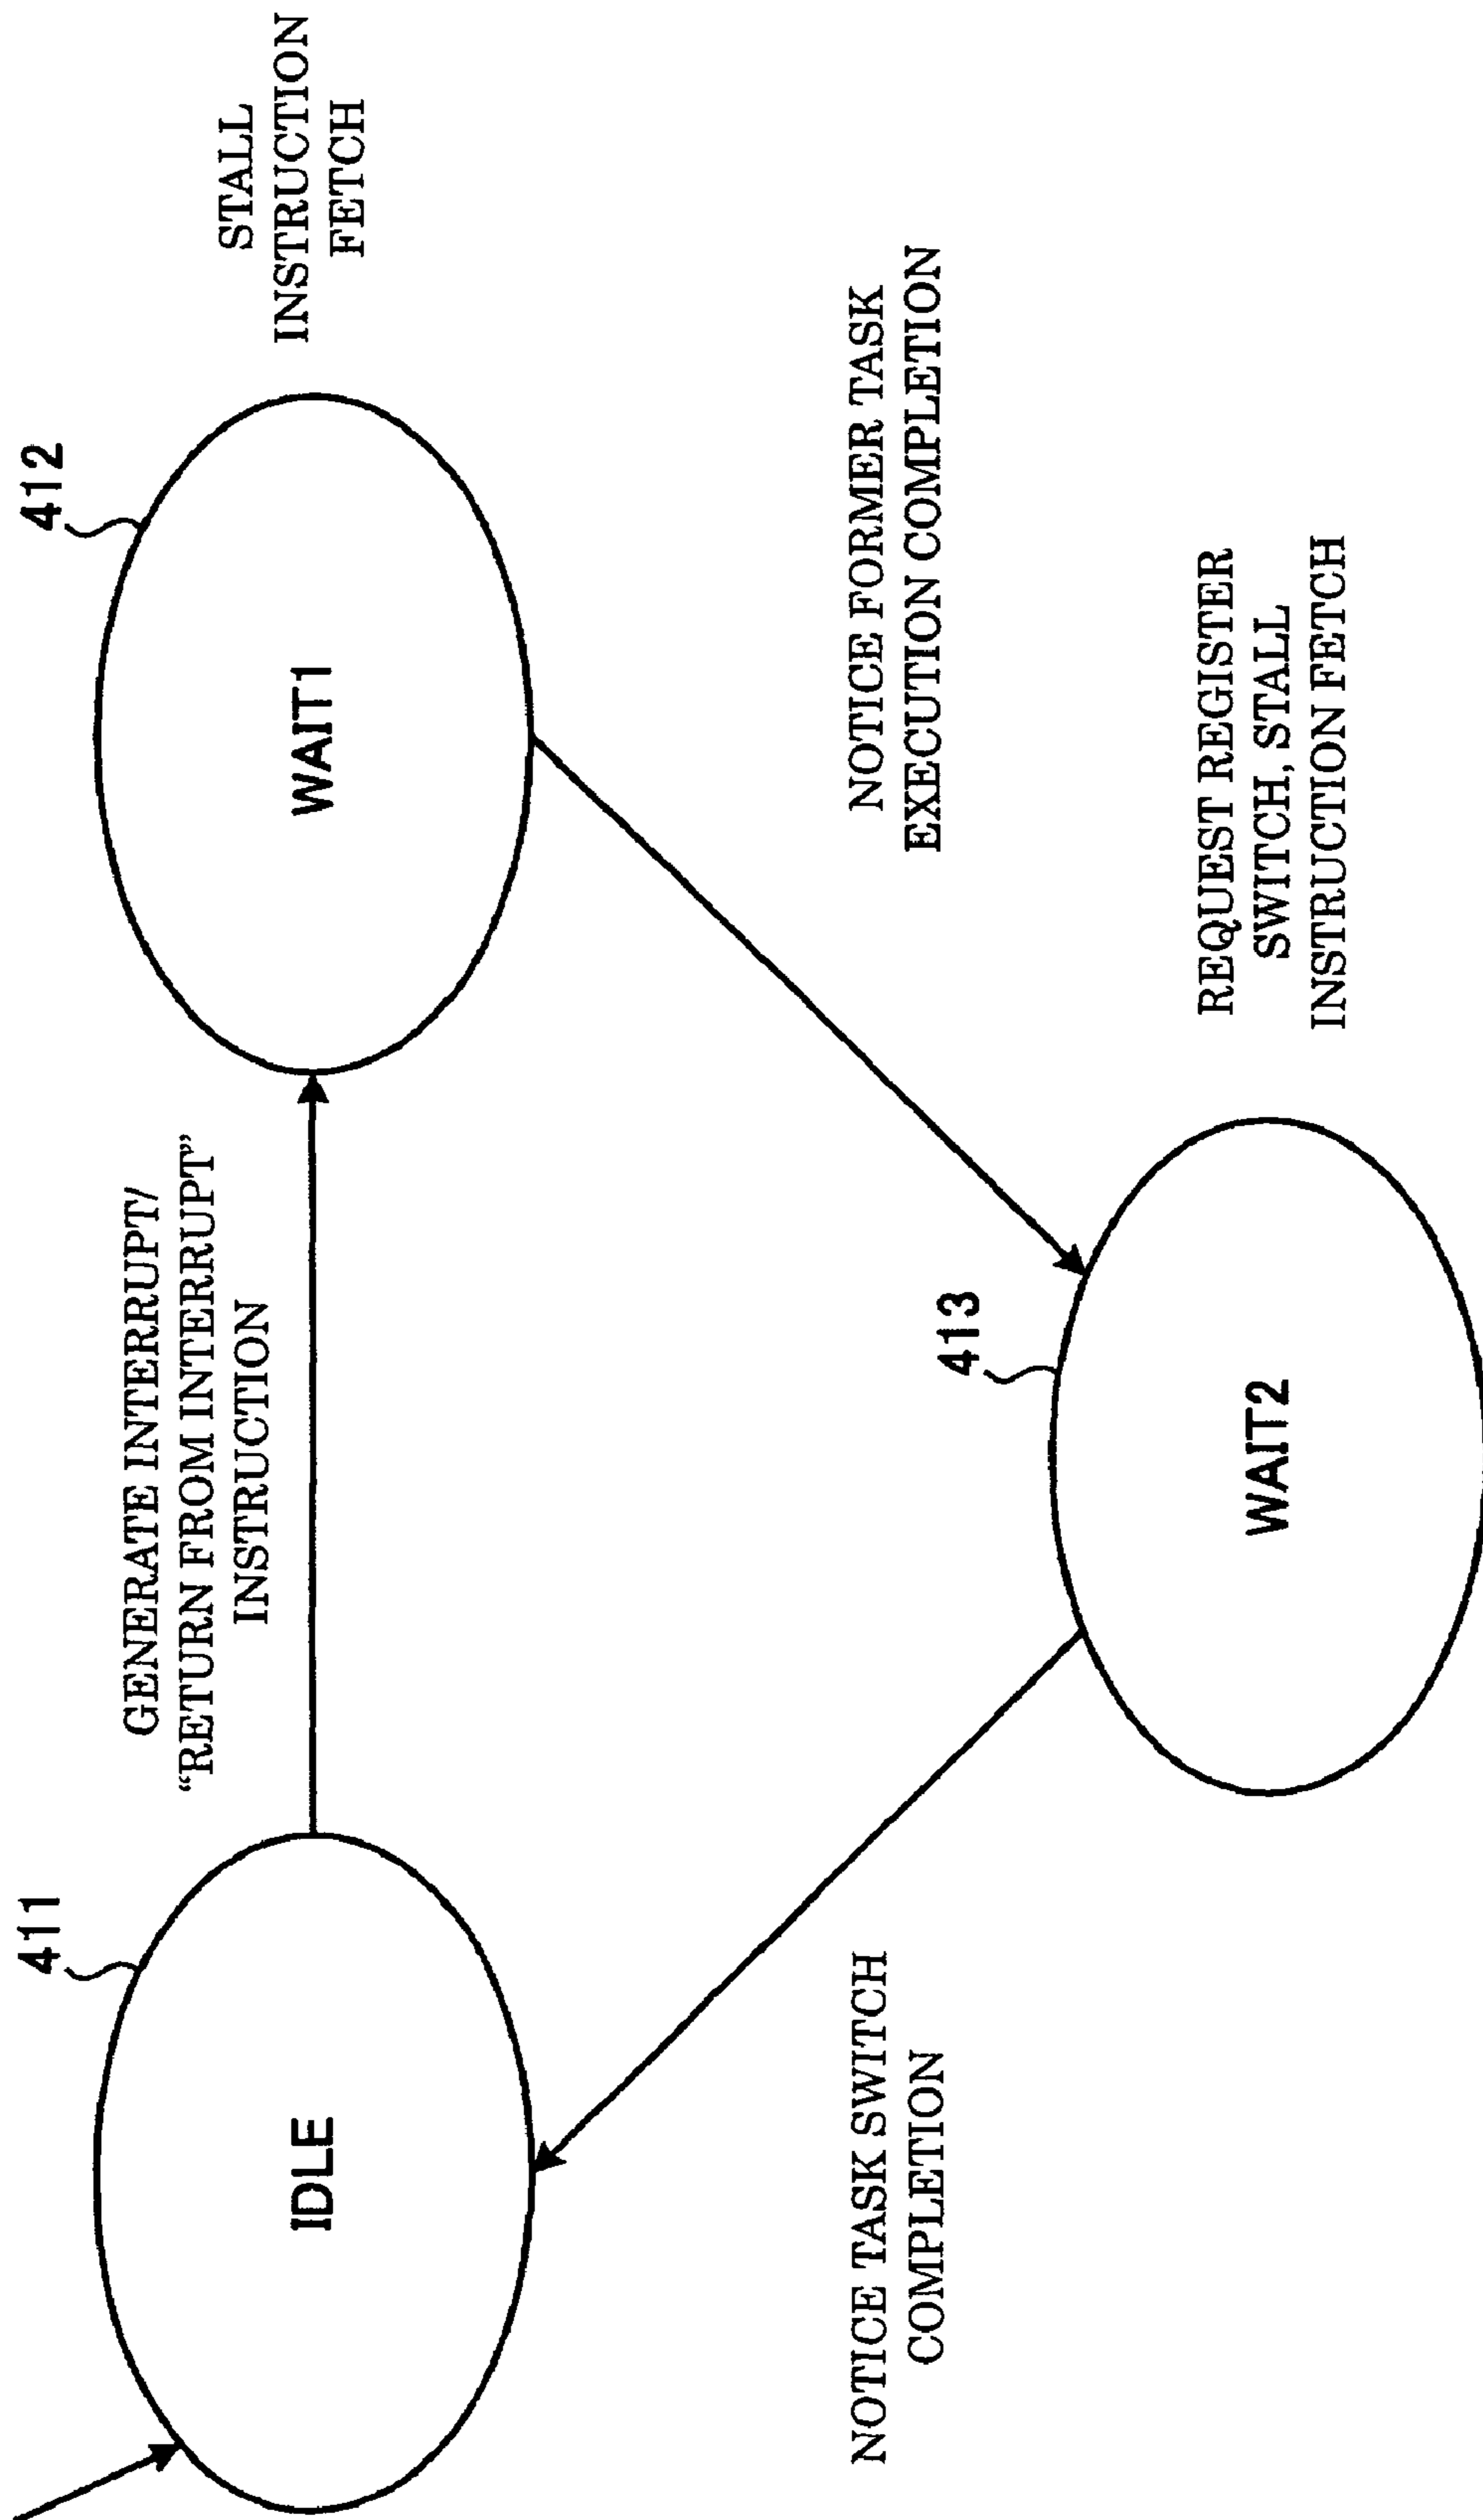 411
IDLE
GENERATE INTERRUPT/
“RETURN FROM INTERRUPT”
INSTRUCTION
412
WAIT1
STALL
INSTRUCTION
FETCH
NOTICE TASK SWITCH
COMPLETION
413
WAIT2
NOTICE FORMER TASK
EXECUTION COMPLETION
REQUEST REGISTER
SWITCH, STALL
INSTRUCTION FETCH